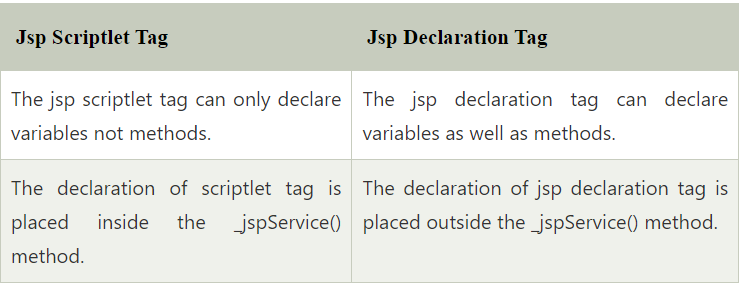 Jsp Scriptlet Tag
Jsp Declaration Tag
The jsp scriptlet tag can only declare
variables not methods.
The jsp declaration tag can declare
variables as well as methods.
The declaration of scriptlet tag is
placed inside the _jspService()
method.
The declaration of jsp declaration tag is
placed outside the _jspService() method.